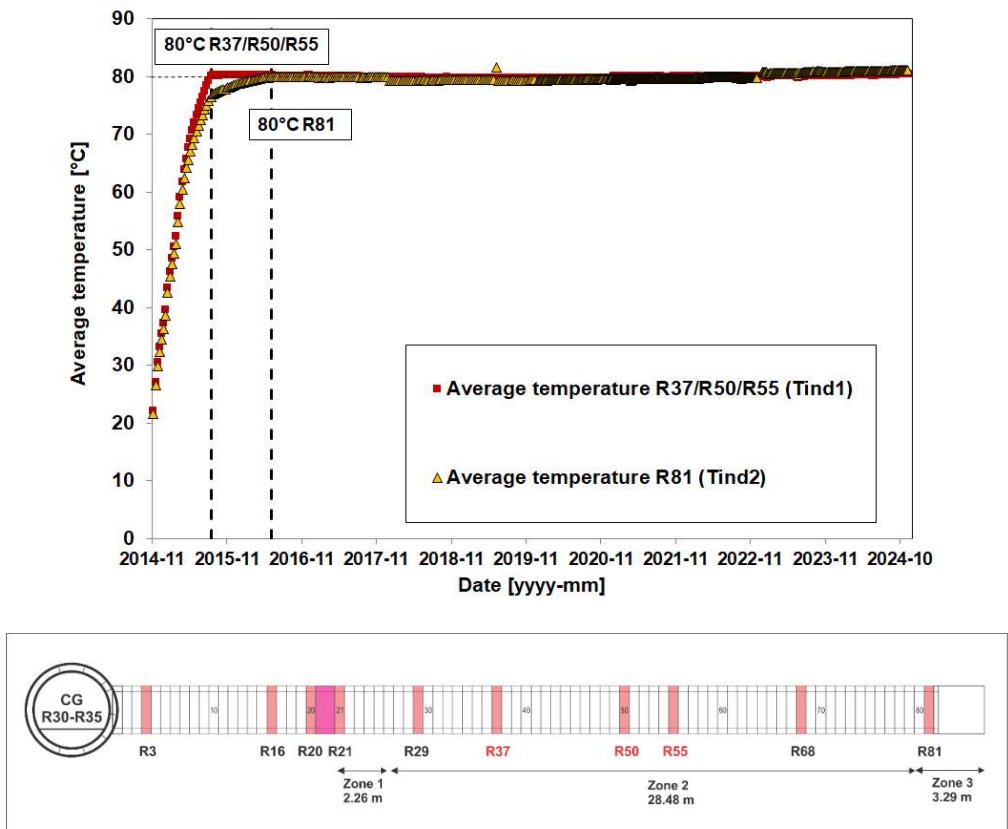 90
80
70
60
50
40
30
20
10
0
Average temperature [°C]
80°C R37/R50/R55
80°C R81
Average temperature R37/R50/R55 (Tind1)
Average temperature R81 (Tind2)
2014-11 2015-11 2016-11 2017-11 2018-11 2019-11 2020-11 2021-11 2022-11 2023-11 2024-10
Date [yyyy-mm]
CG
R30-R35
10 20 21 30 40 50 60 70 80
R3 R16 R20 R21 R29 R37 R50 R55 R68 R81
Zone 1 Zone 2 Zone 3
2.26 m 28.48 m 3.29 m